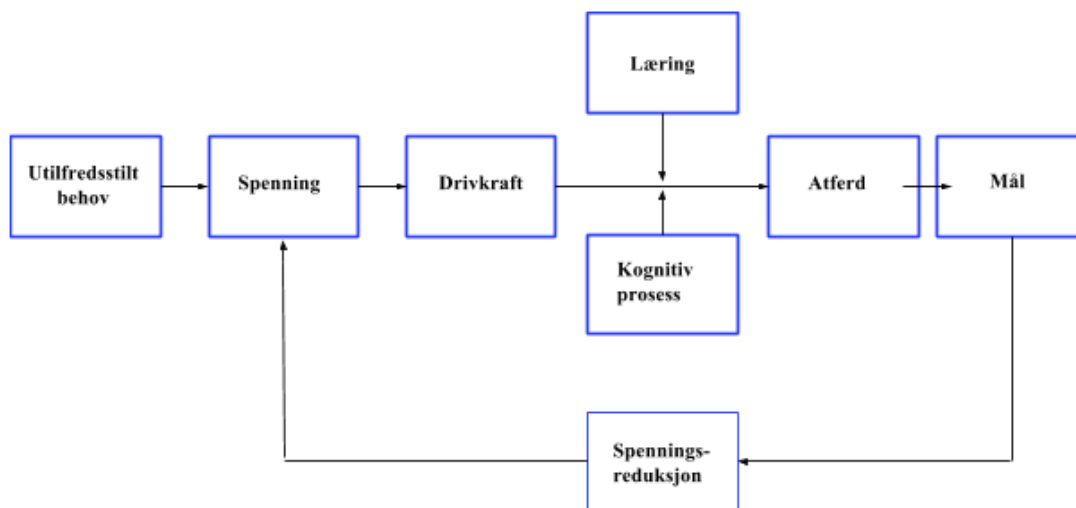 Læring
Utilfredsstilt
behov
Spenning
Drivkraft
Atferd
Mål
Kognitiv
prosess
Spennings-
reduksjon